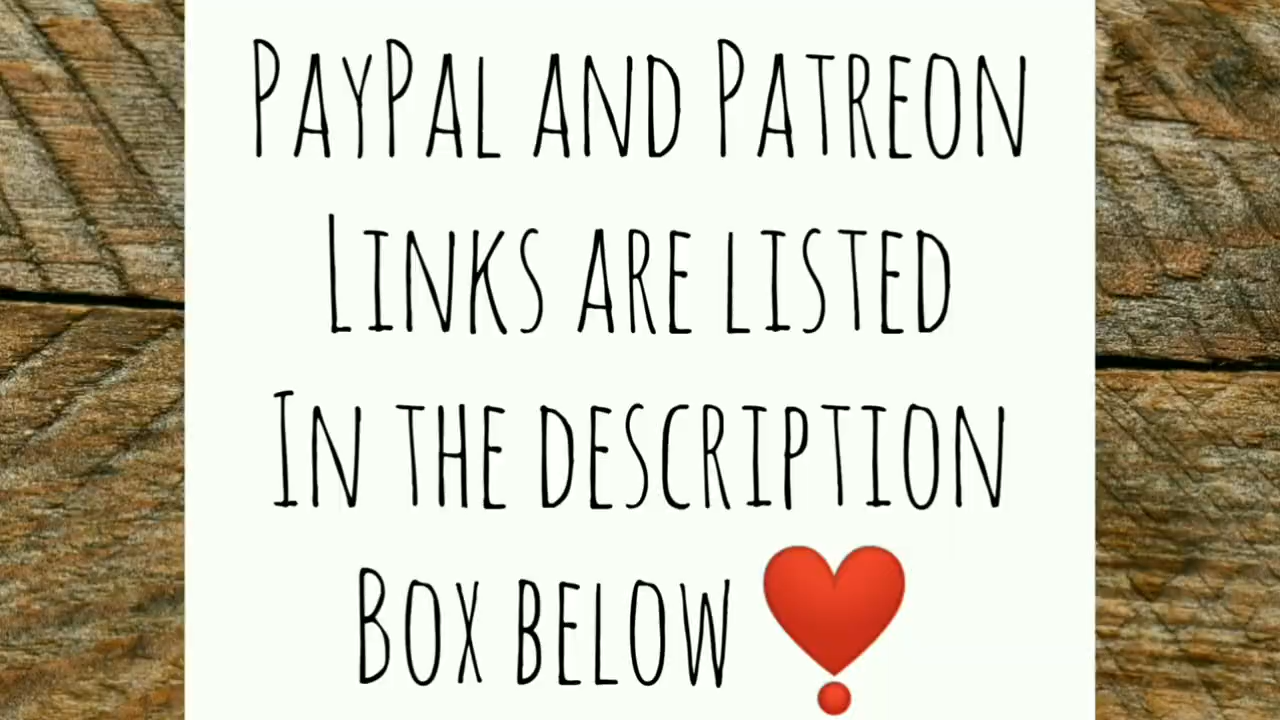 PayPal and Patreon
Links are listed
In the description
Box below ❣